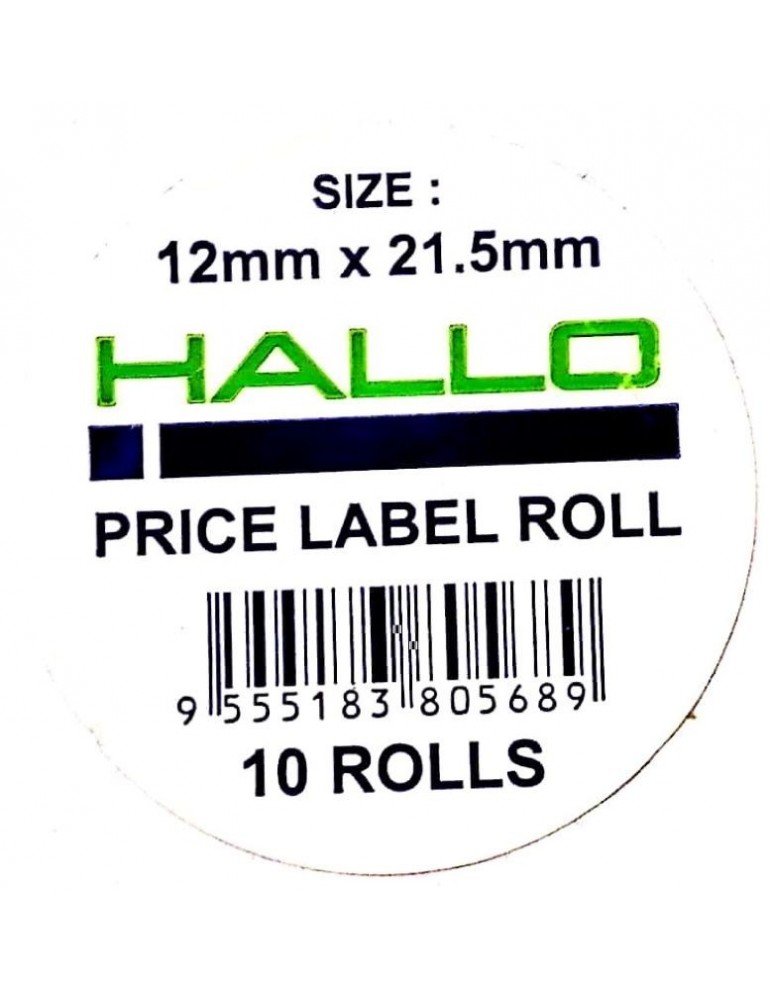 SIZE :
12mm x 21.5mm
HALLO
PRICE LABEL ROLL
9 555183 805689
10 ROLLS